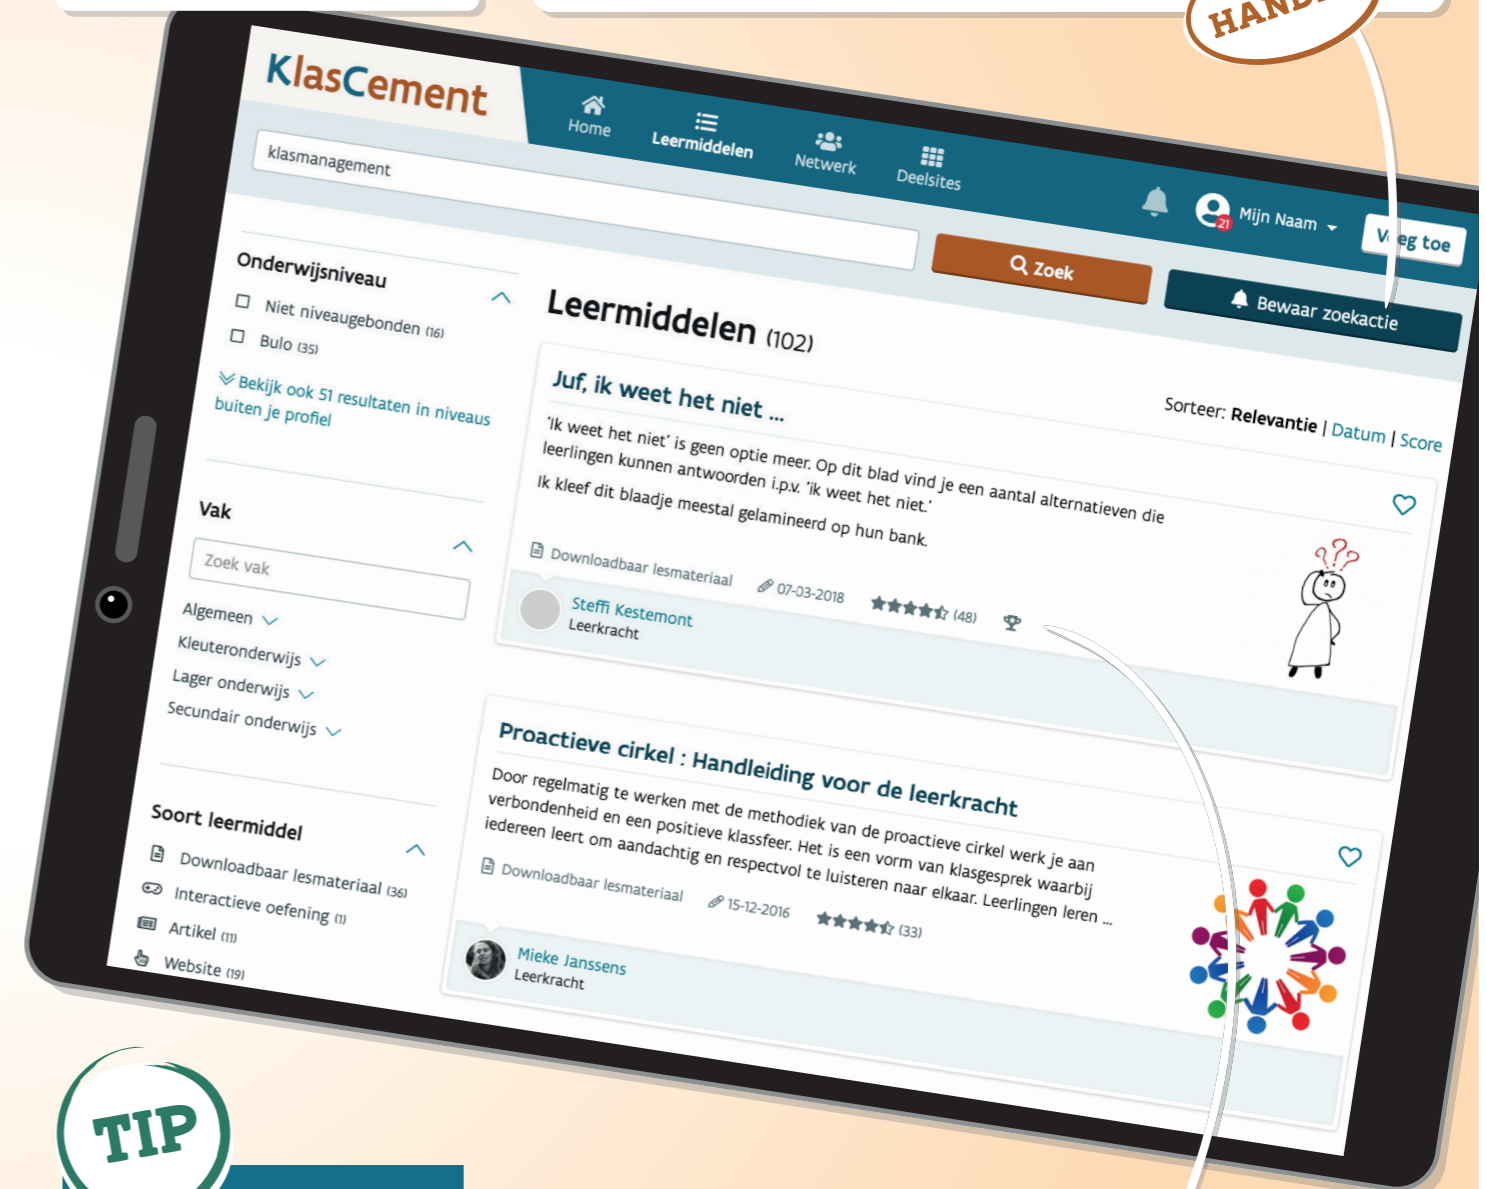 KlasCement
Home
Leermiddelen
Netwerk
Deelsites
21
Mijn Naam
klasmanagement
Zoek
Bewaar zoekactie
Onderwijsniveau
Niet niveaugebonden (16)
Bulo (35)
Bekijk ook 51 resultaten in niveaus
buiten je profiel
Vak
Zoek vak
Algemeen
Kleuteronderwijs
Lager onderwijs
Secundair onderwijs
Soort leermiddel
Downloadbaar lesmateriaal (36)
Interactieve oefening (1)
Artikel (11)
Website (19)
Leermiddelen (102)
Sorteer: Relevantie | Datum | Score
Juf, ik weet het niet ...
'Ik weet het niet' is geen optie meer. Op dit blad vind je een aantal alternatieven die
leerlingen kunnen antwoorden i.p.v. 'ik weet het niet.'
Ik kleef dit blaadje meestal gelamineerd op hun bank.
Downloadbaar lesmateriaal 07-03-2018 (48)
Steffi Kestemont
Leerkracht
???
Proactieve cirkel : Handleiding voor de leerkracht
Door regelmatig te werken met de methodiek van de proactieve cirkel werk je aan
verbondenheid en een positieve klassfeer. Het is een vorm van klasgesprek waarbij
iedereen leert om aandachtig en respectvol te luisteren naar elkaar. Leerlingen leren ...
Downloadbaar lesmateriaal 15-12-2016 (33)
Mieke Janssens
Leerkracht
TIP